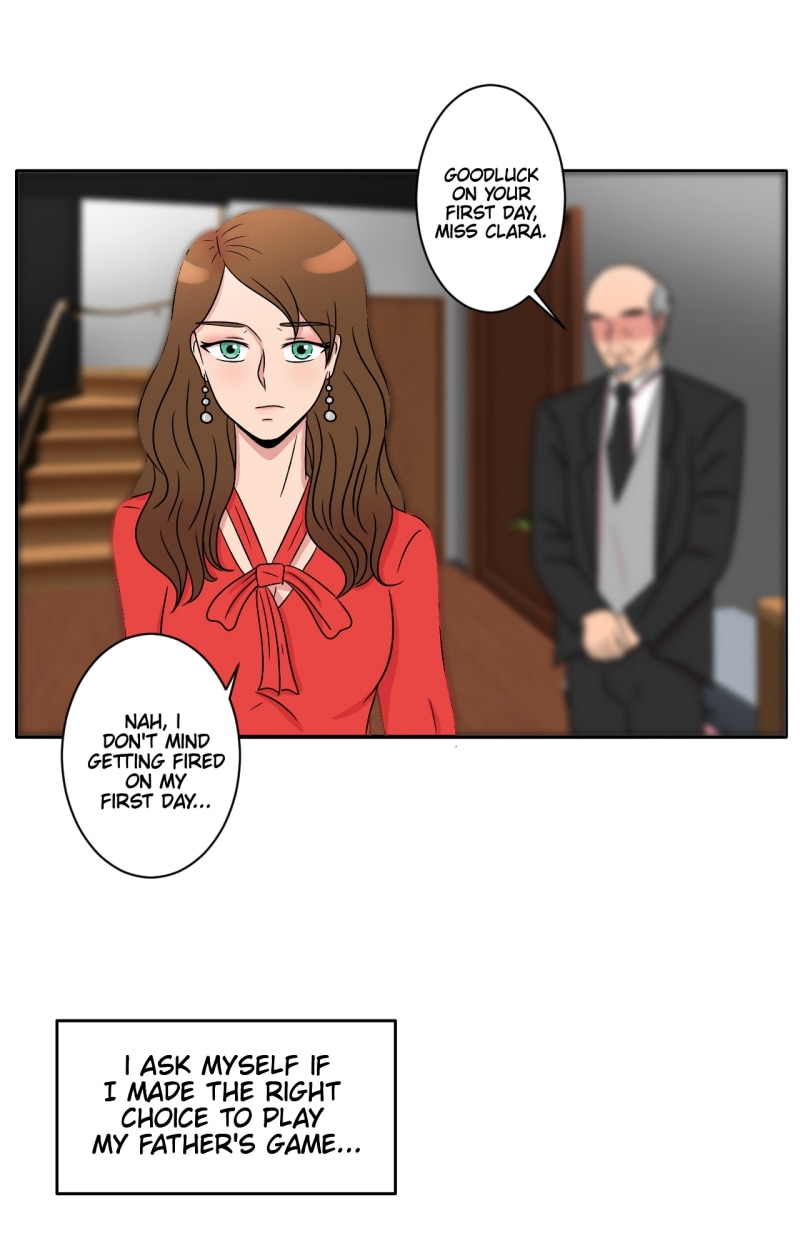 GOODLUCK
ON YOUR
FIRST DAY,
MISS CLARA.
NAH, I
DON'T MIND
GETTING FIRED
ON MY
FIRST DAY...
I ASK MYSELF IF
I MADE THE RIGHT
CHOICE TO PLAY
MY FATHER'S GAME...